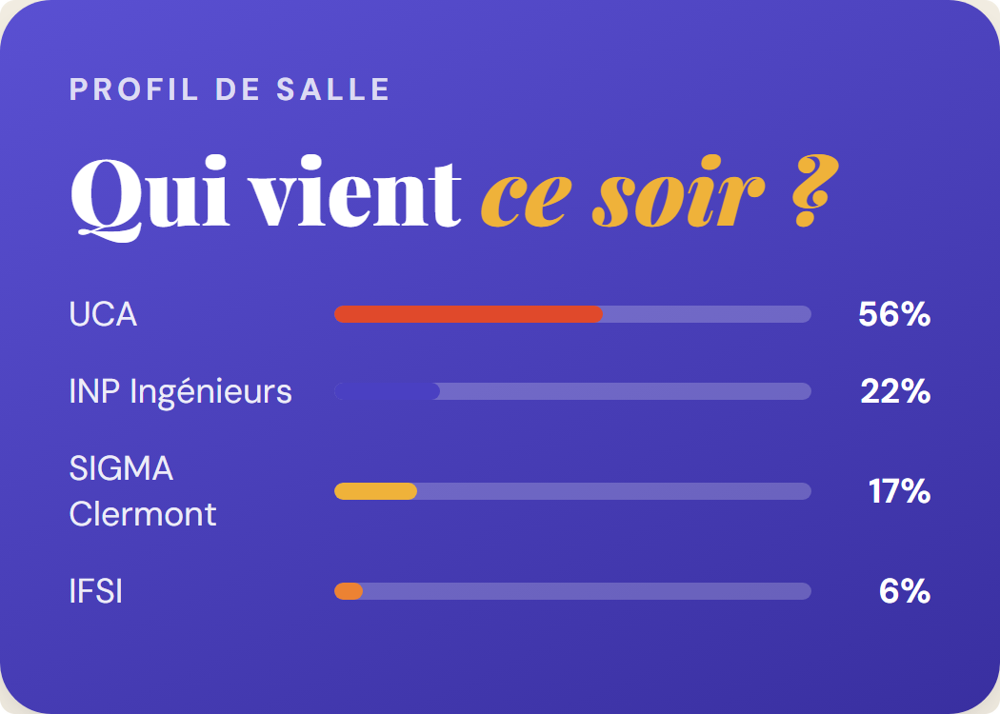 PROFIL DE SALLE
Qui vient ce soir ?
UCA 56%
INP Ingénieurs 22%
SIGMA
Clermont 17%
IFSI 6%